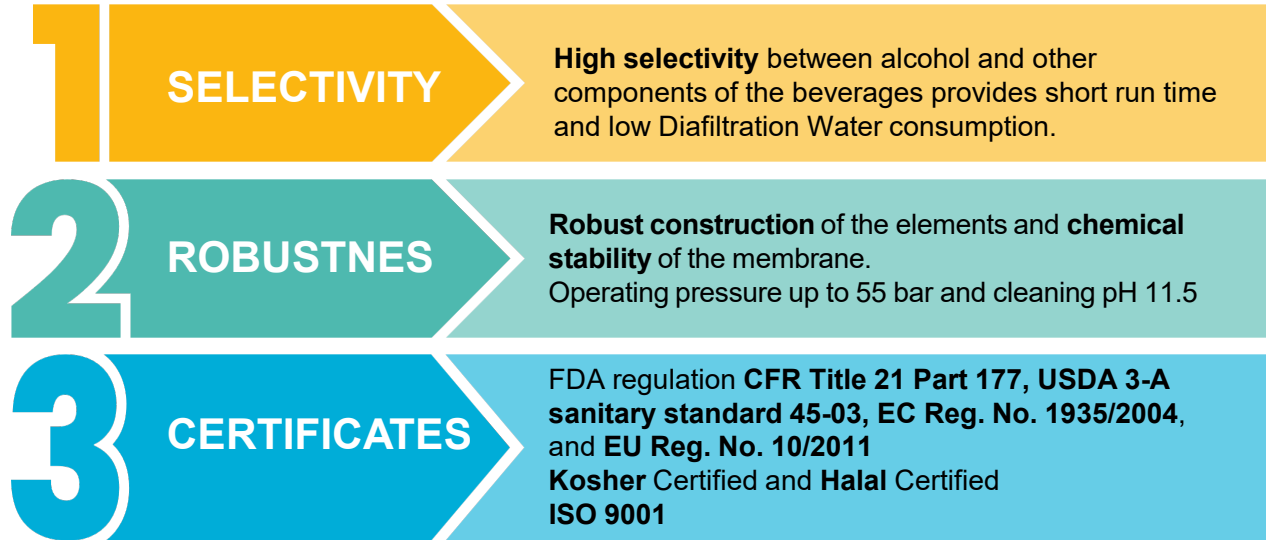 1
SELECTIVITY
High selectivity between alcohol and other
components of the beverages provides short run time
and low Diafiltration Water consumption.
2
ROBUSTNES
Robust construction of the elements and chemical
stability of the membrane.
Operating pressure up to 55 bar and cleaning pH 11.5
3
CERTIFICATES
FDA regulation CFR Title 21 Part 177, USDA 3-A
sanitary standard 45-03, EC Reg. No. 1935/2004,
and EU Reg. No. 10/2011
Kosher Certified and Halal Certified
ISO 9001